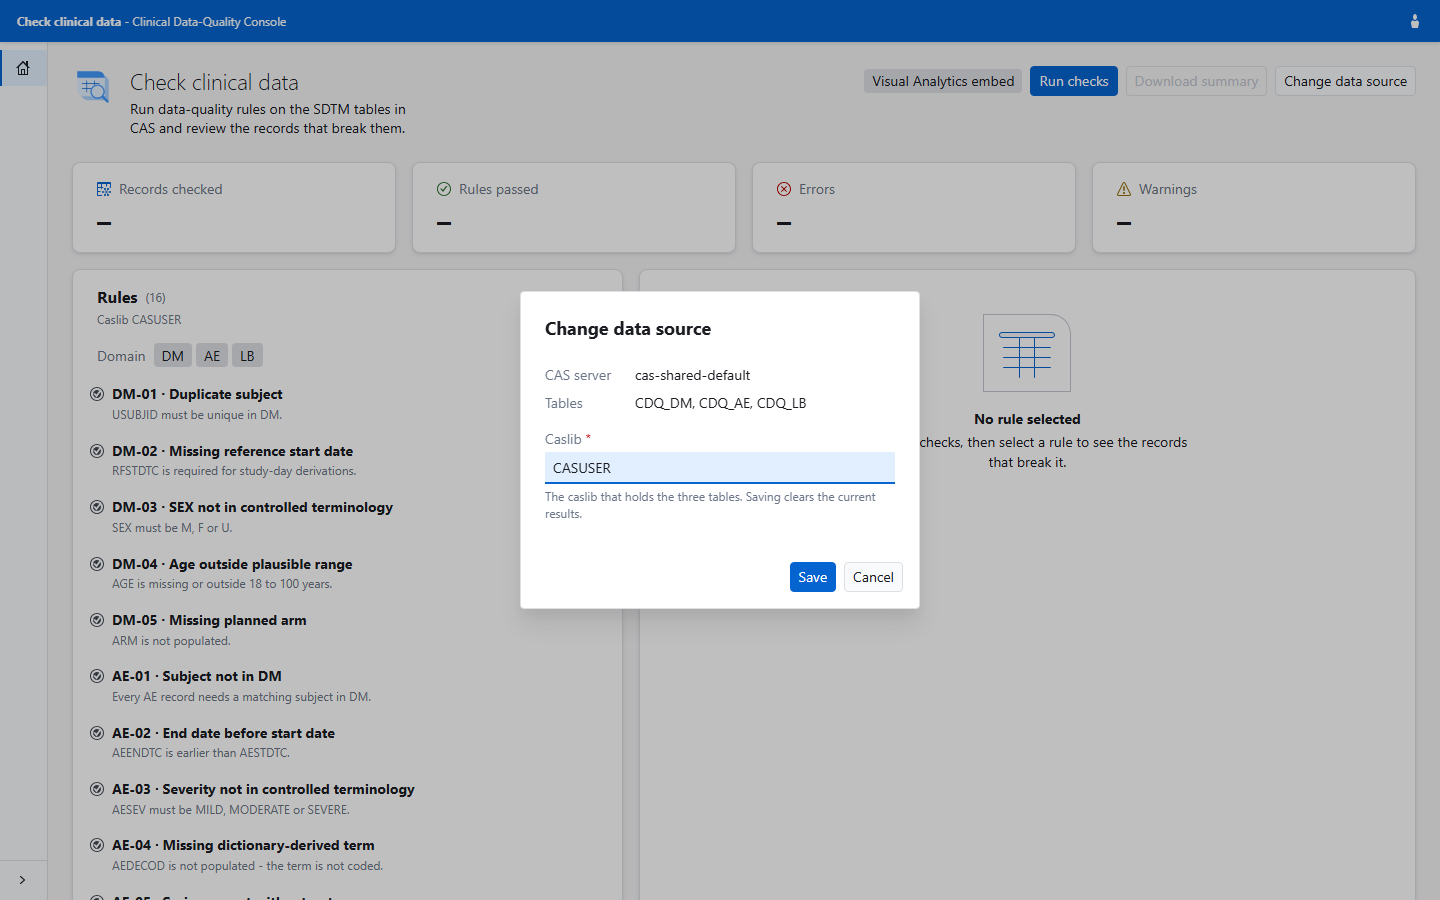 Check clinical data - Clinical Data-Quality Console
Check clinical data
Run data-quality rules on the SDTM tables in
CAS and review the records that break them.
Visual Analytics embed
Run checks
Download summary
Change data source
Records checked
–
Rules passed
–
Errors
–
Warnings
–
Rules (16)
Caslib CASUSER
Domain DM AE LB
DM-01 · Duplicate subject
USUBJID must be unique in DM.
DM-02 · Missing reference start date
RFSTDTC is required for study-day derivations.
DM-03 · SEX not in controlled terminology
SEX must be M, F or U.
DM-04 · Age outside plausible range
AGE is missing or outside 18 to 100 years.
DM-05 · Missing planned arm
ARM is not populated.
AE-01 · Subject not in DM
Every AE record needs a matching subject in DM.
AE-02 · End date before start date
AEENDTC is earlier than AESTDTC.
AE-03 · Severity not in controlled terminology
AESEV must be MILD, MODERATE or SEVERE.
AE-04 · Missing dictionary-derived term
AEDECOD is not populated - the term is not coded.
Change data source
CAS server cas-shared-default
Tables CDQ_DM, CDQ_AE, CDQ_LB
Caslib *
CASUSER
The caslib that holds the three tables. Saving clears the current
results.
Save
Cancel
No rule selected
checks, then select a rule to see the records
that break it.